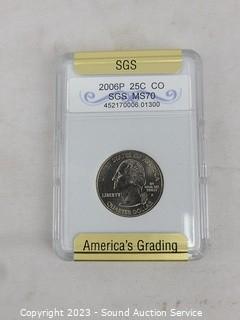 SGS
2006P 25C CO
SGS MS70
452170006 01300
LIBERTY
QUARTER DOLLAR
America's Grading
Copyright 2023 - Sound Auction Service